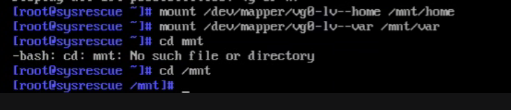 [root@sysrescue ~]# mount /dev/mapper/vg0-lv--home /mnt/home
[root@sysrescue ~]# mount /dev/mapper/vg0-lv--var /mnt/var
[root@sysrescue ~]# cd mnt
-bash: cd: mnt: No such file or directory
[root@sysrescue ~]# cd /mnt
[root@sysrescue /mnt]#